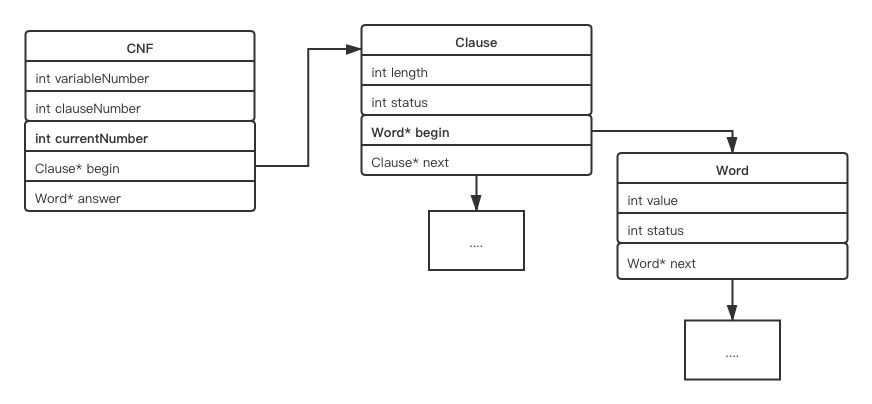 CNF
int variableNumber
int clauseNumber
int currentNumber
Clause* begin
Word* answer
Clause
int length
int status
Word* begin
Clause* next
....
Word
int value
int status
Word* next
....